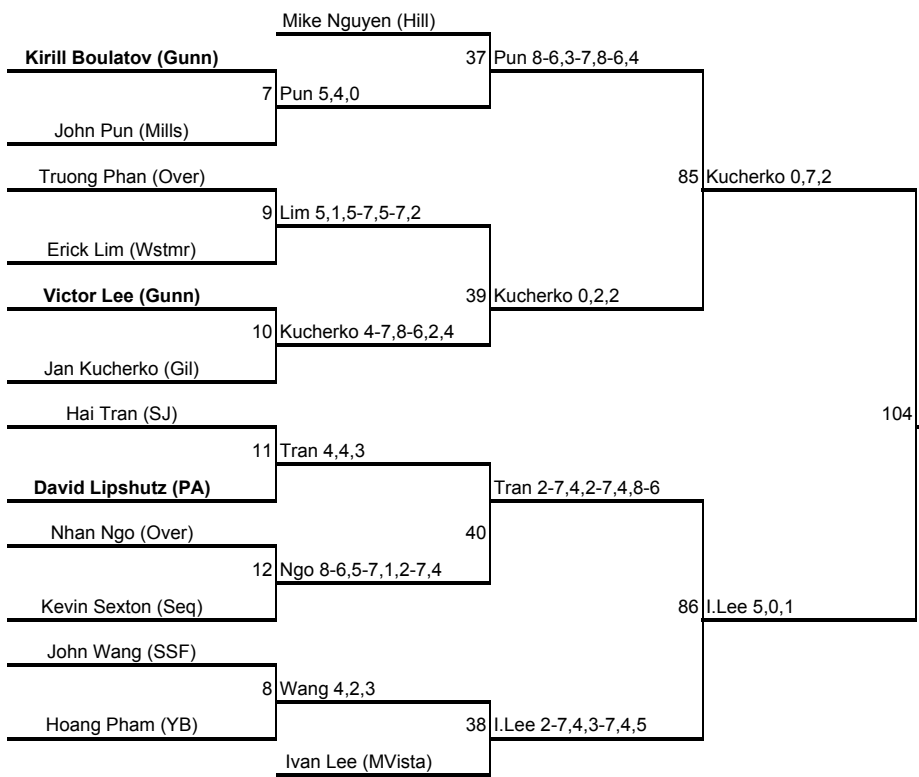 Mike Nguyen (Hill)
Kirill Boulatov (Gunn)
37 Pun 8-6,3-7,8-6,4
7 Pun 5,4,0
John Pun (Mills)
Truong Phan (Over)
85 Kucherko 0,7,2
9 Lim 5,1,5-7,5-7,2
Erick Lim (Wstmr)
Victor Lee (Gunn)
39 Kucherko 0,2,2
10 Kucherko 4-7,8-6,2,4
Jan Kucherko (Gil)
Hai Tran (SJ)
104
11 Tran 4,4,3
David Lipshutz (PA)
Tran 2-7,4,2-7,4,8-6
Nhan Ngo (Over)
40
12 Ngo 8-6,5-7,1,2-7,4
Kevin Sexton (Seq)
86 I.Lee 5,0,1
John Wang (SSF)
8 Wang 4,2,3
Hoang Pham (YB)
38 I.Lee 2-7,4,3-7,4,5
Ivan Lee (MVista)